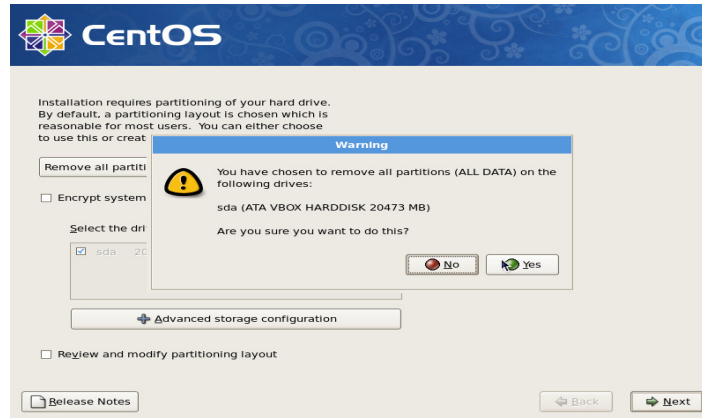 CentOS
Installation requires partitioning of your hard drive.
By default, a partitioning layout is chosen which is
reasonable for most users. You can either choose
to use this or creat
Warning
Remove all partiti
You have chosen to remove all partitions (ALL DATA) on the
following drives:
sda (ATA VBOX HARDDISK 20473 MB)
Are you sure you want to do this?
Encrypt system
Select the dri
sda 20
No
Yes
Advanced storage configuration
Review and modify partitioning layout
Release Notes
Back
Next